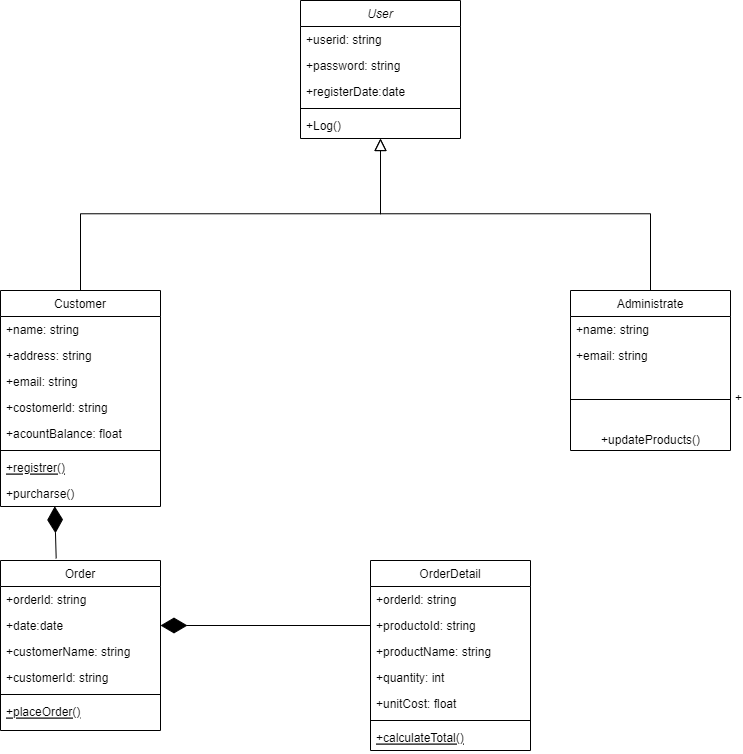 User
+userid: string
+password: string
+registerDate:date
+Log()
Customer
+name: string
+address: string
+email: string
+costomerId: string
+acountBalance: float
+registrer()
+purcharse()
Administrate
+name: string
+email: string
+
+updateProducts()
Order
+orderId: string
+date:date
+customerName: string
+customerId: string
+placeOrder()
OrderDetail
+orderId: string
+productoId: string
+productName: string
+quantity: int
+unitCost: float
+calculateTotal()